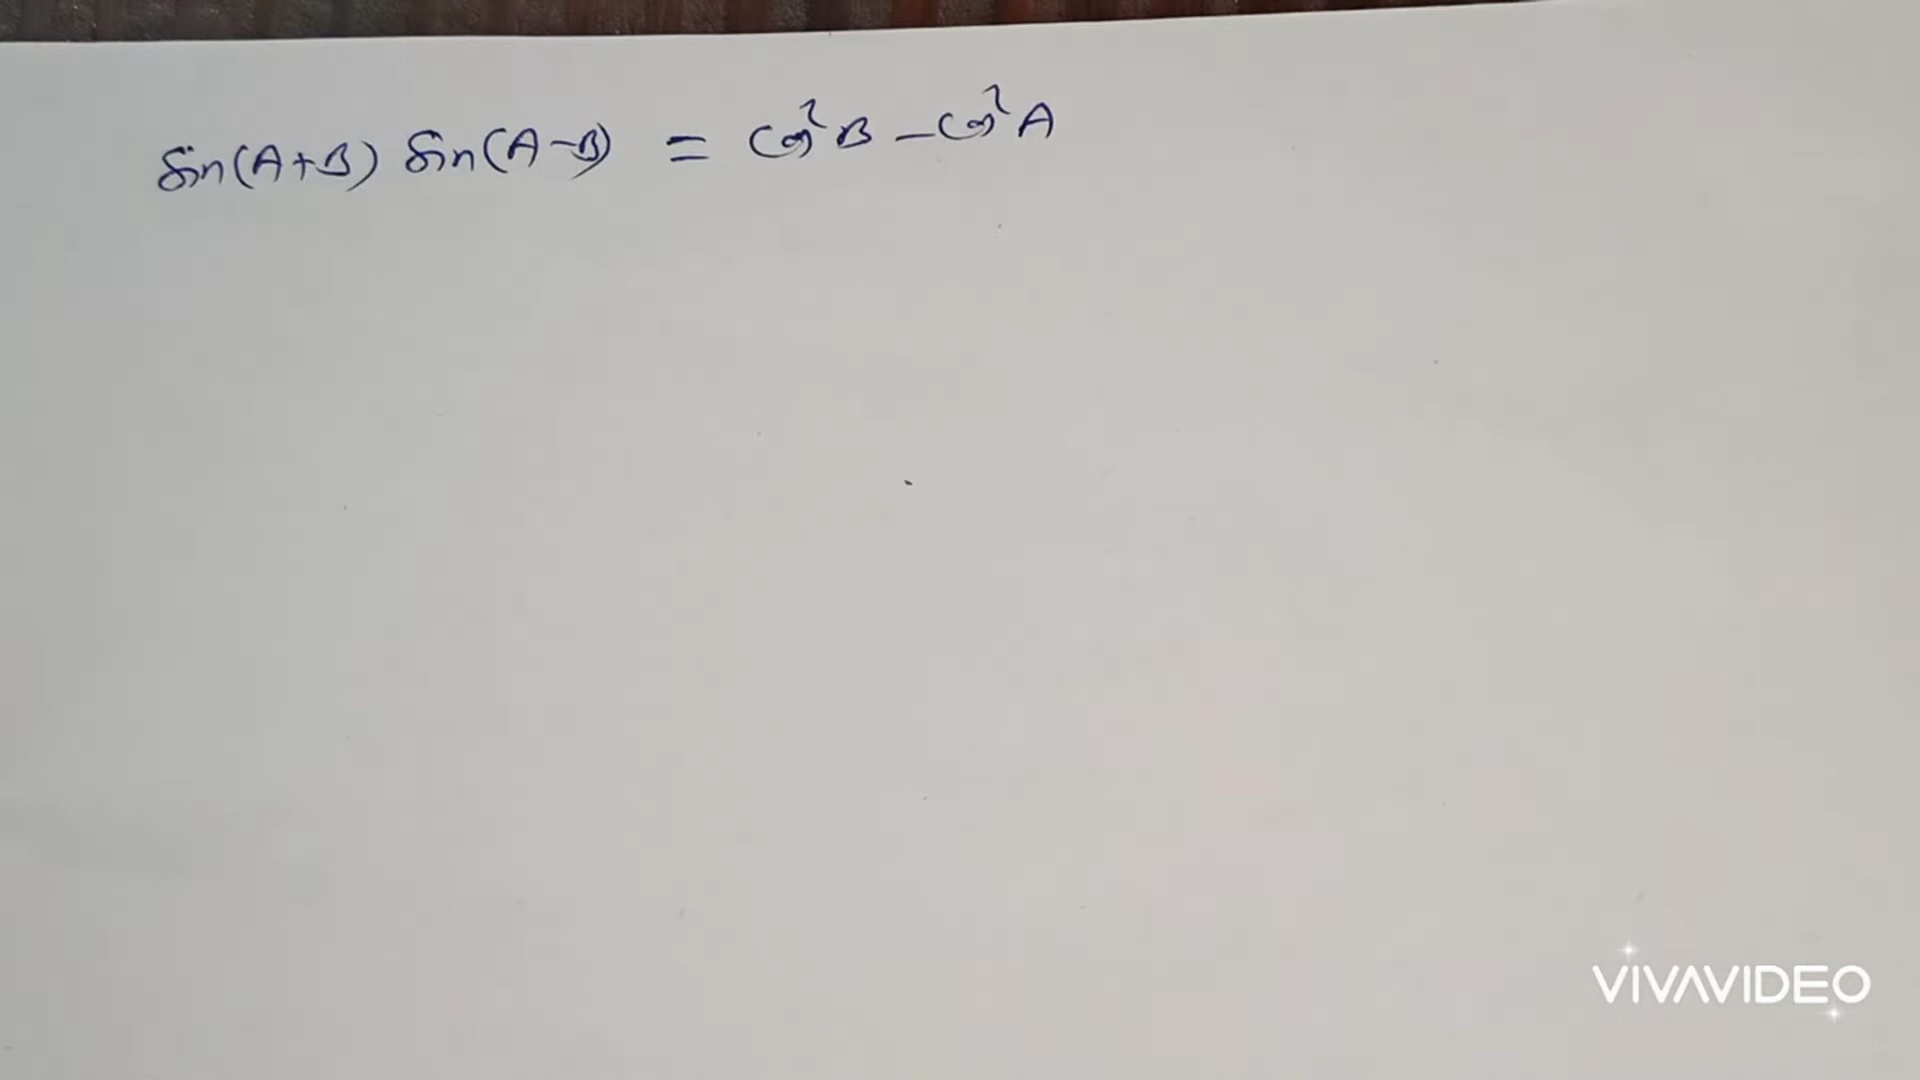 sin(A+B) sin(A-B) = Cos²B - Cos²A
VIVAVIDEO